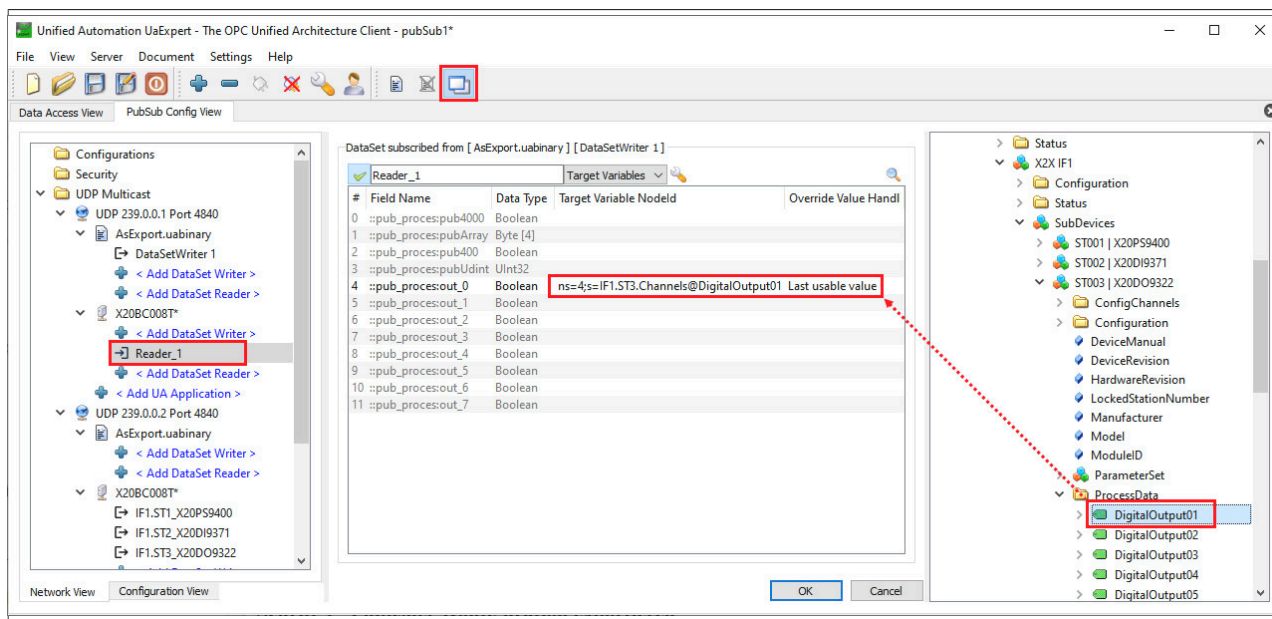 Unified Automation UaExpert - The OPC Unified Architecture Client - pubSub1*
File View Server Document Settings Help
Data Access View PubSub Config View
Configurations
Security
UDP Multicast
UDP 239.0.0.1 Port 4840
AsExport.uabinary
DataSetWriter 1
< Add DataSet Writer >
< Add DataSet Reader >
X20BC008T*
< Add DataSet Writer >
Reader_1
< Add DataSet Reader >
< Add UA Application >
UDP 239.0.0.2 Port 4840
AsExport.uabinary
< Add DataSet Writer >
< Add DataSet Reader >
X20BC008T*
IF1.ST1_X20PS9400
IF1.ST2_X20DI9371
IF1.ST3_X20DO9322
Network View Configuration View
DataSet subscribed from [ AsExport.uabinary ] [ DataSetWriter 1 ]
Reader_1 Target Variables
# Field Name Data Type Target Variable NodeId Override Value Handl
0 ::pub_proces:pub4000 Boolean
1 ::pub_proces:pubArray Byte [4]
2 ::pub_proces:pub400 Boolean
3 ::pub_proces:pubUdint UInt32
4 ::pub_proces:out_0 Boolean ns=4;s=IF1.ST3.Channels@DigitalOutput01 Last usable value
5 ::pub_proces:out_1 Boolean
6 ::pub_proces:out_2 Boolean
7 ::pub_proces:out_3 Boolean
8 ::pub_proces:out_4 Boolean
9 ::pub_proces:out_5 Boolean
10 ::pub_proces:out_6 Boolean
11 ::pub_proces:out_7 Boolean
OK Cancel
Status
X2X IF1
Configuration
Status
SubDevices
ST001 | X20PS9400
ST002 | X20DI9371
ST003 | X20DO9322
ConfigChannels
Configuration
DeviceManual
DeviceRevision
HardwareRevision
LockedStationNumber
Manufacturer
Model
ModuleID
ParameterSet
ProcessData
DigitalOutput01
DigitalOutput02
DigitalOutput03
DigitalOutput04
DigitalOutput05